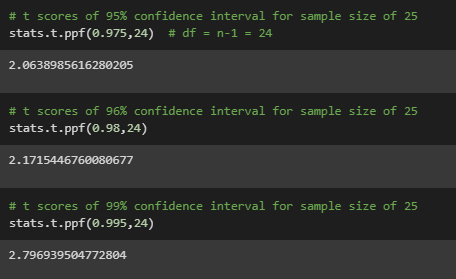 # t scores of 95% confidence interval for sample size of 25
stats.t.ppf(0.975,24)  # df = n-1 = 24
2.0638985616280205
# t scores of 96% confidence interval for sample size of 25
stats.t.ppf(0.98,24)
2.1715446760080677
# t scores of 99% confidence interval for sample size of 25
stats.t.ppf(0.995,24)
2.796939504772804